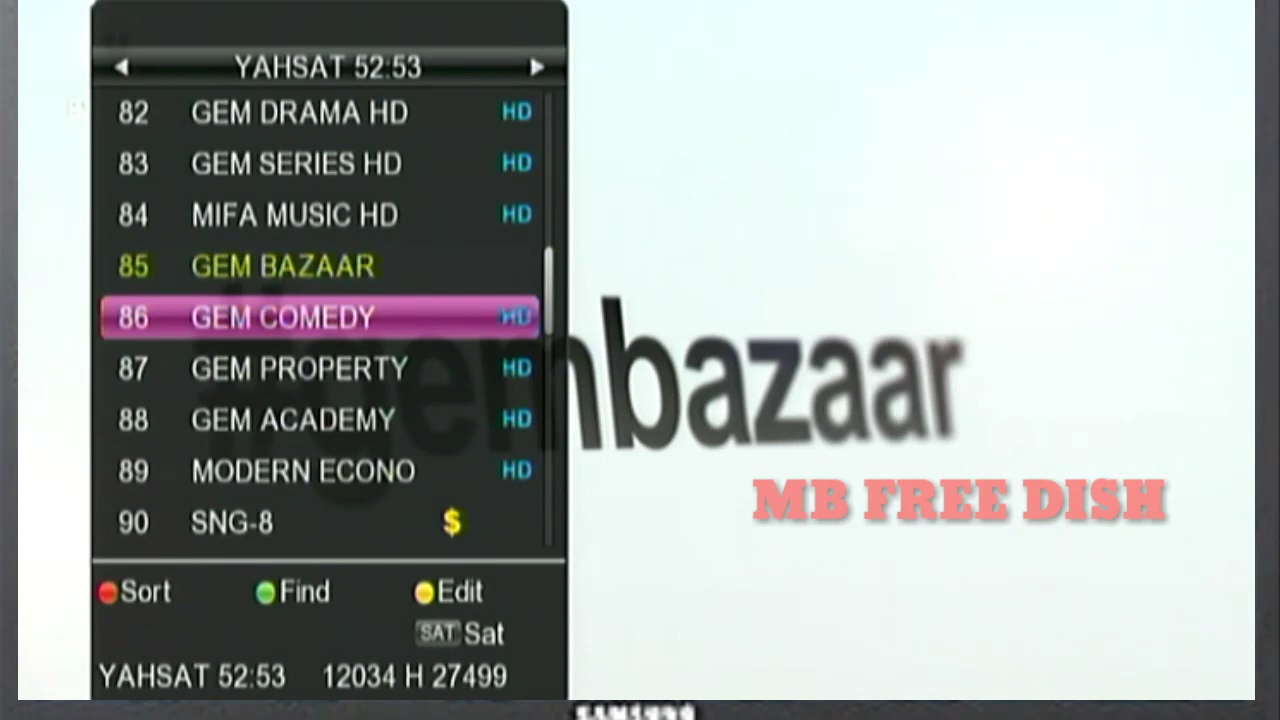 YAHSAT 52:53
82 GEM DRAMA HD HD
83 GEM SERIES HD HD
84 MIFA MUSIC HD HD
85 GEM BAZAAR
86 GEM COMEDY HD
87 GEM PROPERTY HD
88 GEM ACADEMY HD
89 MODERN ECONO HD
90 SNG-8 $
#gembazaar
MB FREE DISH
Sort Find Edit
SAT Sat
YAHSAT 52:53 12034 H 27499
SAMSUNG